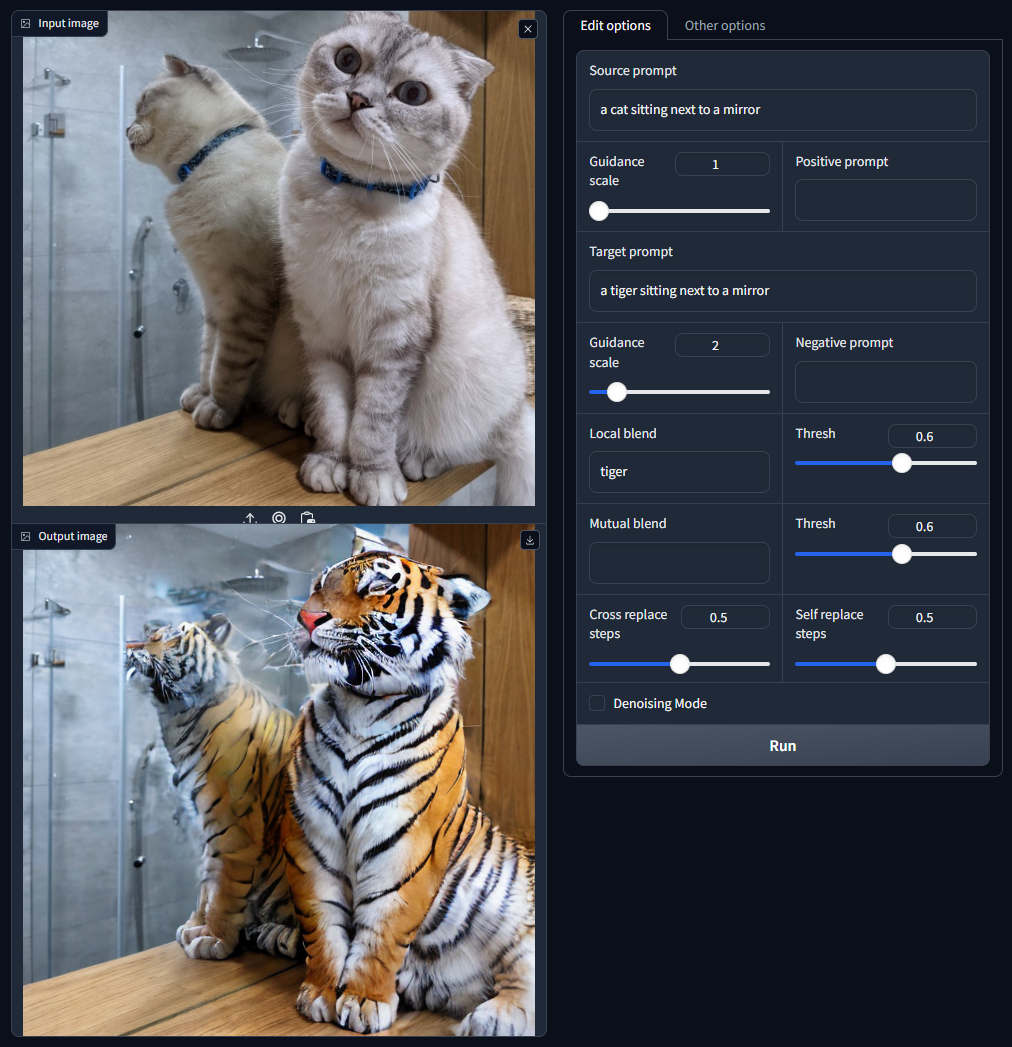 Input image
Output image
Edit options
Other options
Source prompt
a cat sitting next to a mirror
Guidance
scale
1
Positive prompt
Target prompt
a tiger sitting next to a mirror
Guidance
scale
2
Negative prompt
Local blend
tiger
Thresh
0.6
Mutual blend
Thresh
0.6
Cross replace
steps
0.5
Self replace
steps
0.5
Denoising Mode
Run